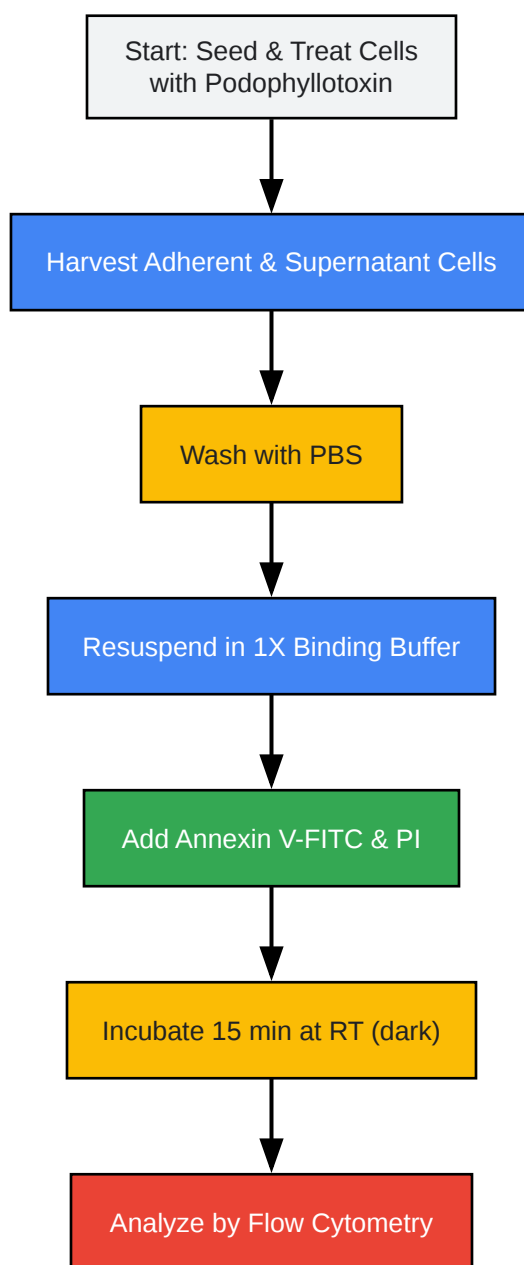 Start: Seed & Treat Cells
with Podophyllotoxin
Harvest Adherent & Supernatant Cells
Wash with PBS
Resuspend in 1X Binding Buffer
Add Annexin V-FITC & PI
Incubate 15 min at RT (dark)
Analyze by Flow Cytometry